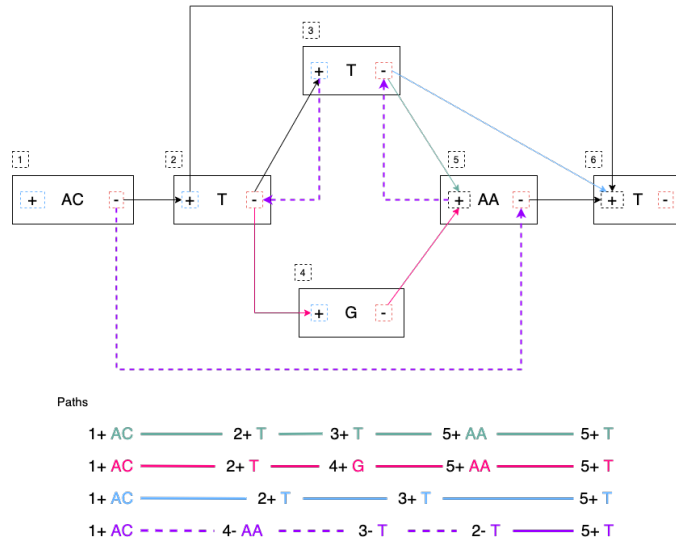 3
+ T -
1
2
5
6
+ AC -
+ T -
+ AA -
+ T -
4
+ G -
Paths
1+ AC 2+ T 3+ T 5+ AA 5+ T
1+ AC 2+ T 4+ G 5+ AA 5+ T
1+ AC 2+ T 3+ T 5+ T
1+ AC 4- AA 3- T 2- T 5+ T